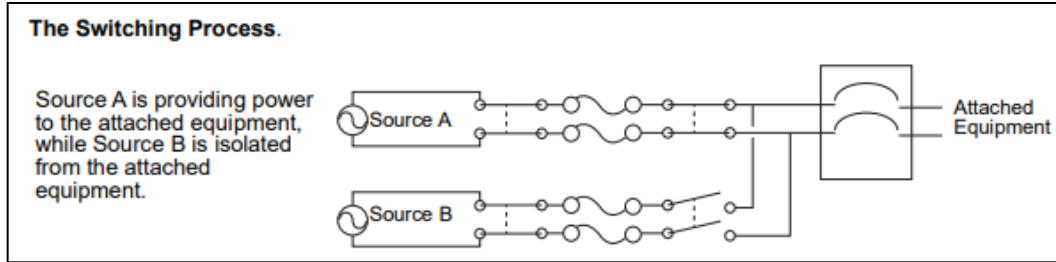 The Switching Process.
Source A is providing power
to the attached equipment,
while Source B is isolated
from the attached
equipment.
Source A
Attached
Equipment
Source B